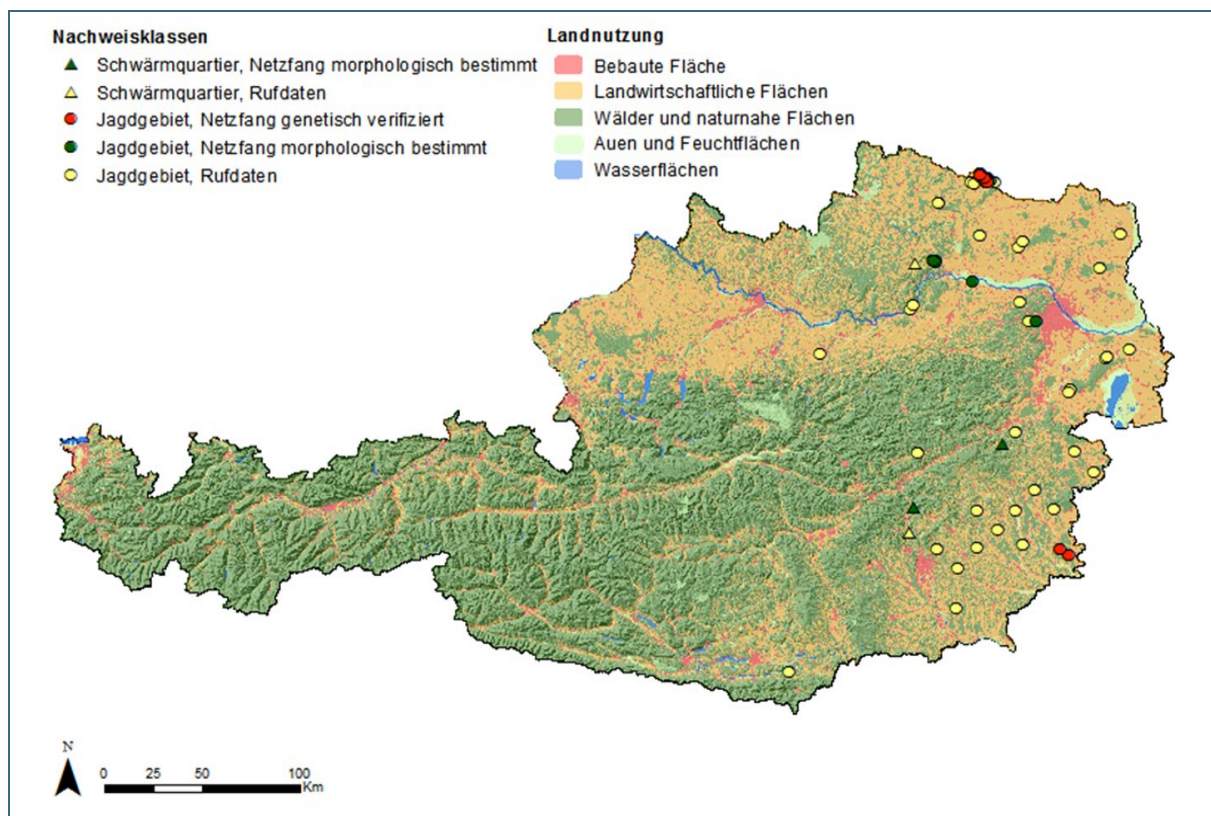 Nachweisklassen
Schwärmquartier, Netzfang morphologisch bestimmt
Schwärmquartier, Rufdaten
Jagdgebiet, Netzfang genetisch verifiziert
Jagdgebiet, Netzfang morphologisch bestimmt
Jagdgebiet, Rufdaten
Landnutzung
Bebaute Fläche
Landwirtschaftliche Flächen
Wälder und naturnahe Flächen
Auen und Feuchtflächen
Wasserflächen
N
0 25 50 100
Km